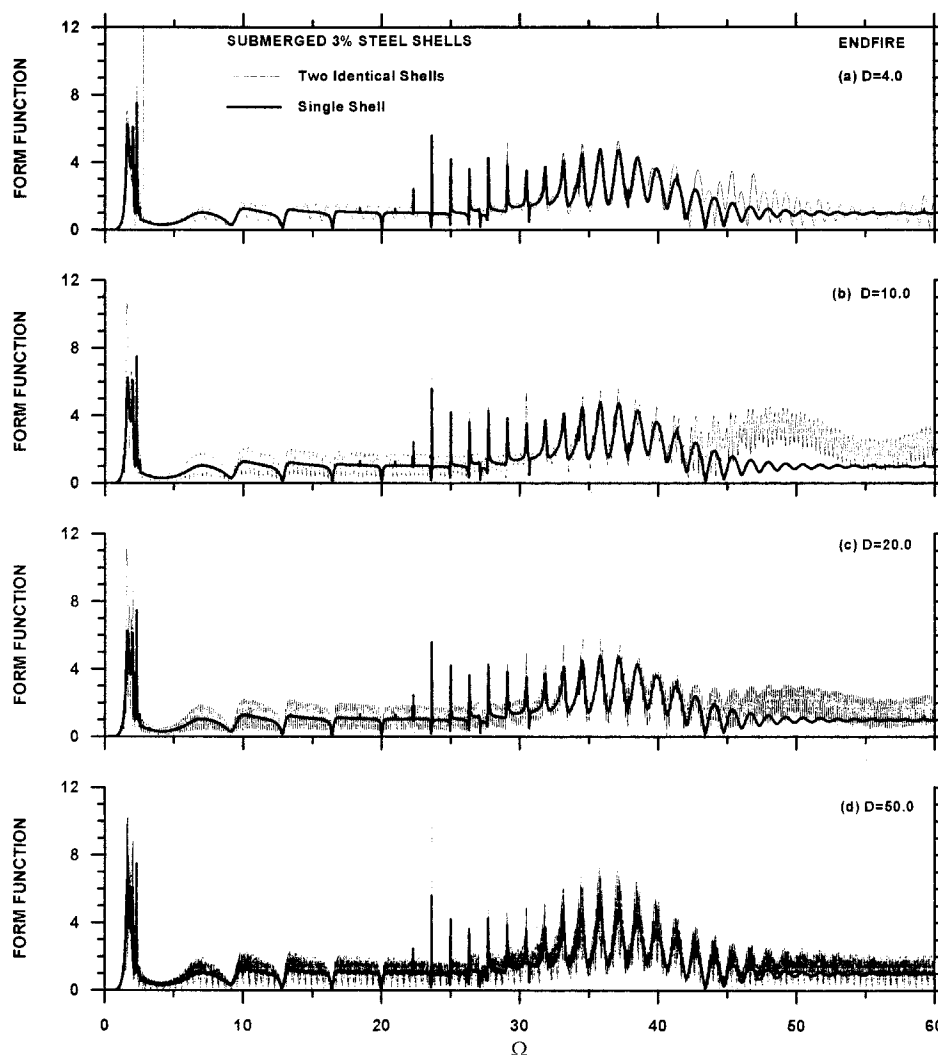 SUBMERGED 3% STEEL SHELLS
Two Identical Shells
Single Shell
ENDFIRE
(a) D=4.0
FORM FUNCTION
12
8
4
0
(b) D=10.0
FORM FUNCTION
12
8
4
0
(c) D=20.0
FORM FUNCTION
12
8
4
0
(d) D=50.0
FORM FUNCTION
12
8
4
0
0 10 20 30 40 50 60
Ω